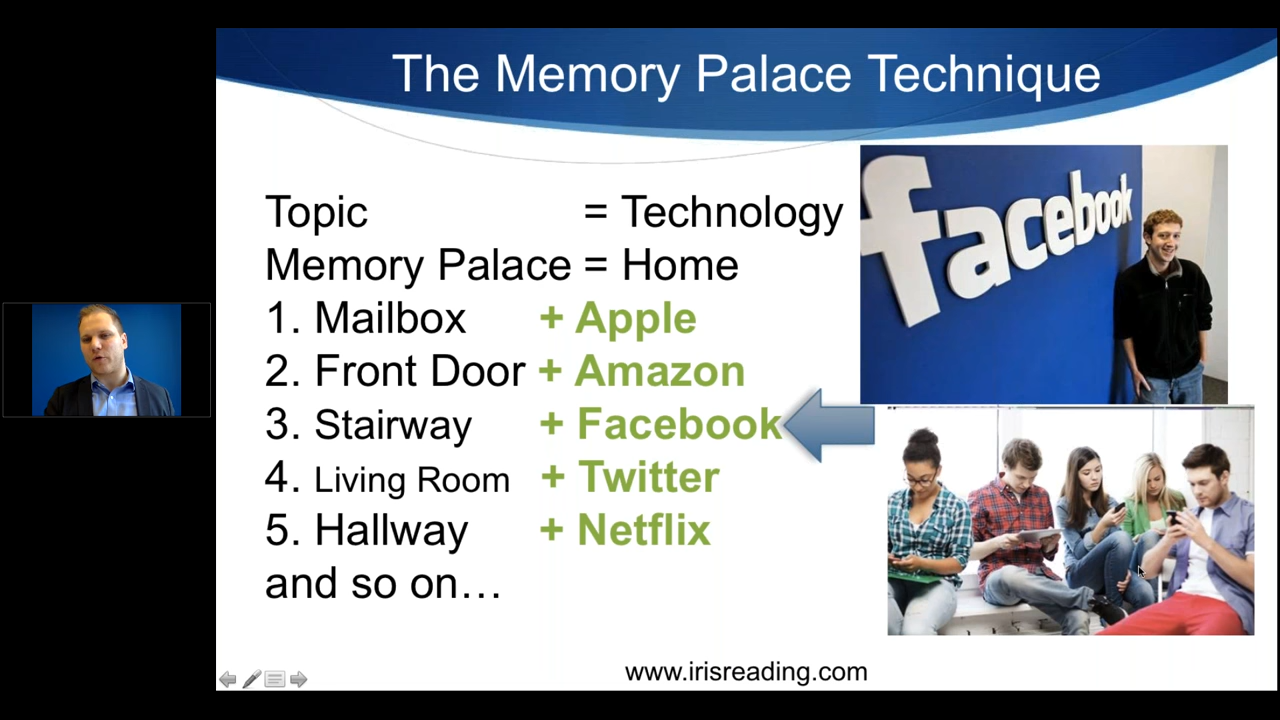 The Memory Palace Technique
Topic = Technology
Memory Palace = Home
1. Mailbox + Apple
2. Front Door + Amazon
3. Stairway + Facebook
4. Living Room + Twitter
5. Hallway + Netflix
and so on…
facebook
www.irisreading.com